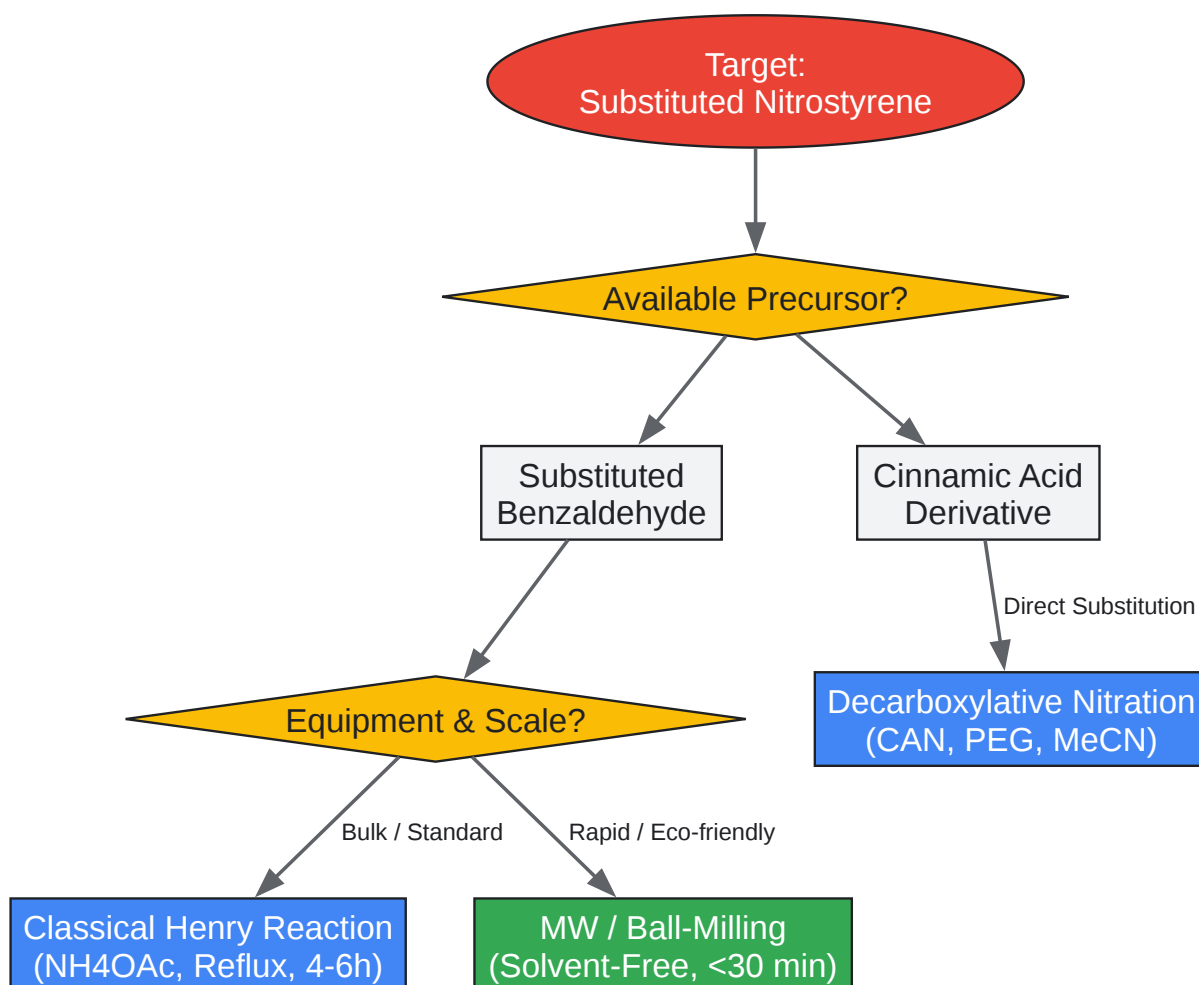 Target:
Substituted Nitrostyrene
Available Precursor?
Substituted
Benzaldehyde
Cinnamic Acid
Derivative
Direct Substitution
Decarboxylative Nitration
(CAN, PEG, MeCN)
Equipment & Scale?
Bulk / Standard
Rapid / Eco-friendly
Classical Henry Reaction
(NH4OAc, Reflux, 4-6h)
MW / Ball-Milling
(Solvent-Free, <30 min)